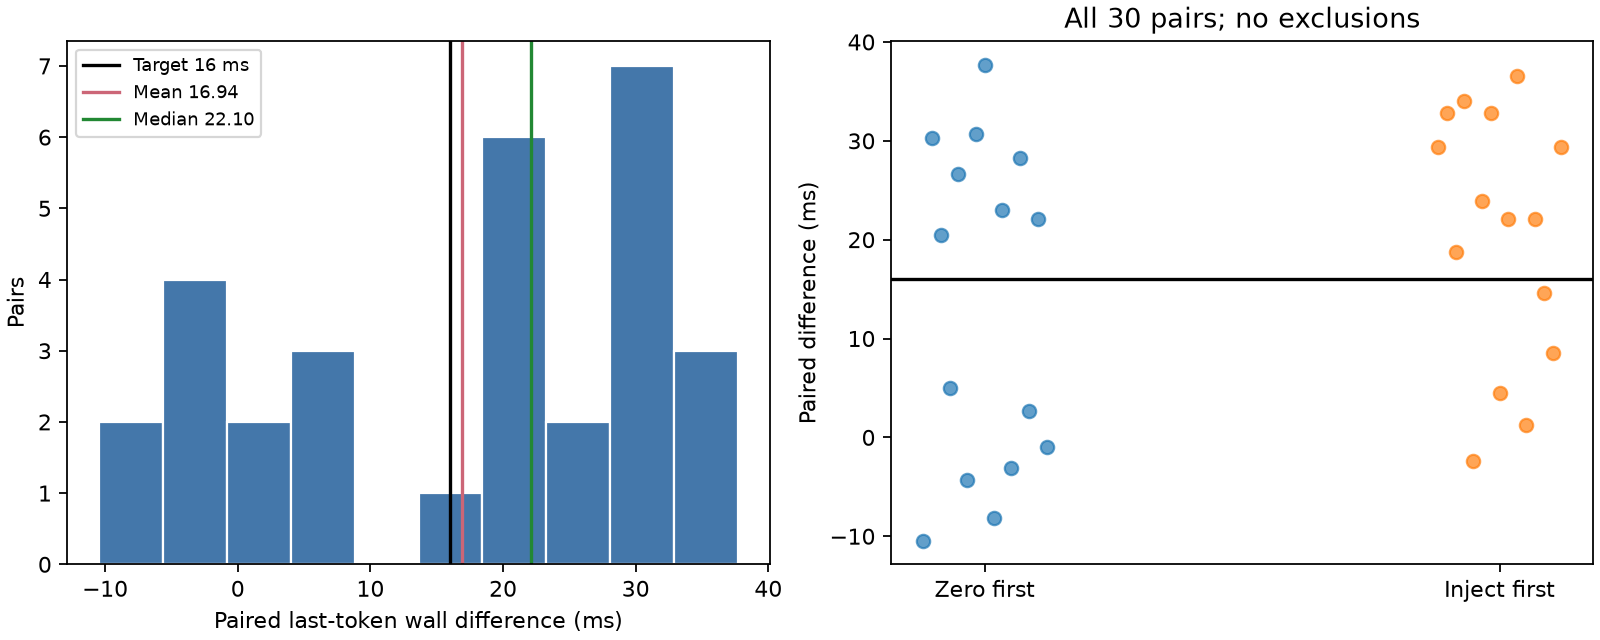 Target 16 ms
Mean 16.94
Median 22.10
7
6
5
4
3
2
1
0
Pairs
−10
0
10
20
30
40
Paired last-token wall difference (ms)
All 30 pairs; no exclusions
40
30
20
10
0
−10
Paired difference (ms)
Zero first
Inject first